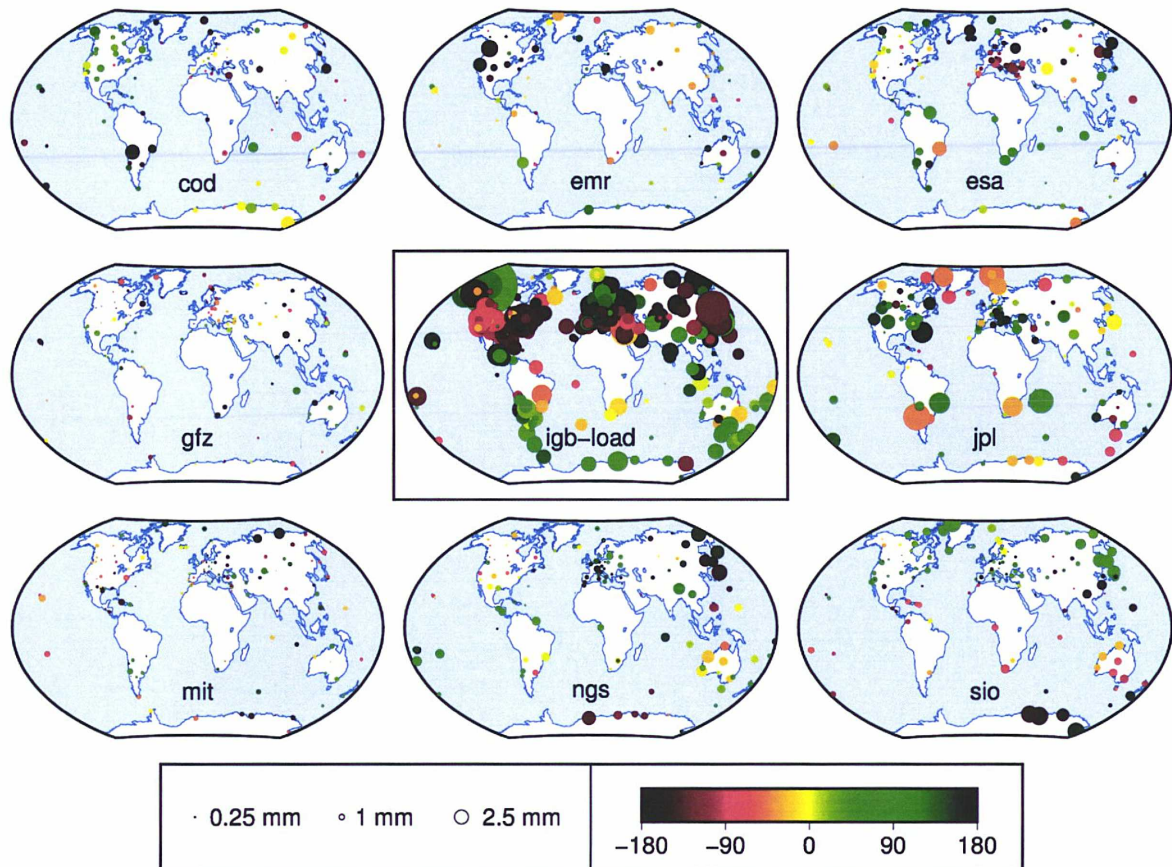 cod
emr
esa
gfz
igb-load
jpl
mit
ngs
sio
0.25 mm 1 mm 2.5 mm
−180 −90 0 90 180